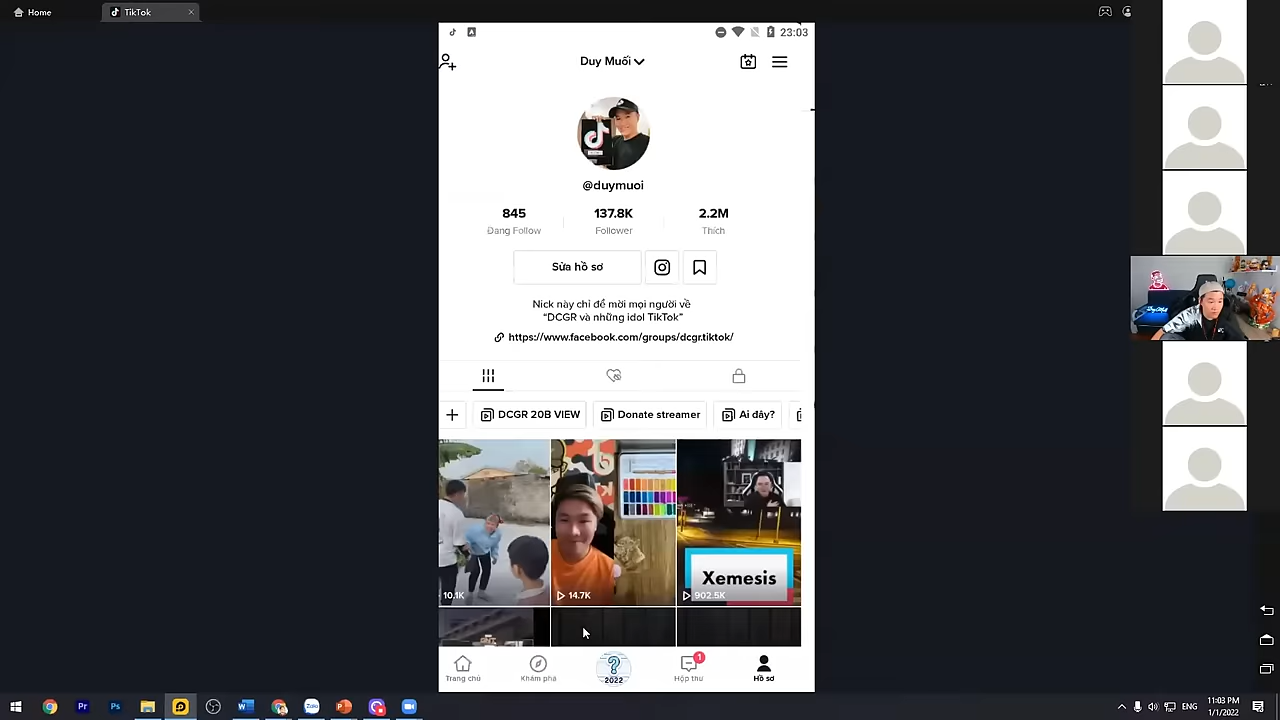 Home
TikTok
23:03
Duy Muối
@duymuoi
845
137.8K
2.2M
Đang Follow
Follower
Thích
Sửa hồ sơ
Nick này chỉ để mời mọi người về
“DCGR và những idol TikTok”
https://www.facebook.com/groups/dcgr.tiktok/
DCGR 20B VIEW
Donate streamer
Ai đây?
Xemesis
10.1K
14.7K
902.5K
2022
1
Trang chủ
Khám phá
Hộp thư
Hồ sơ
Zalo
ENG
11:03 PM
1/1/2022